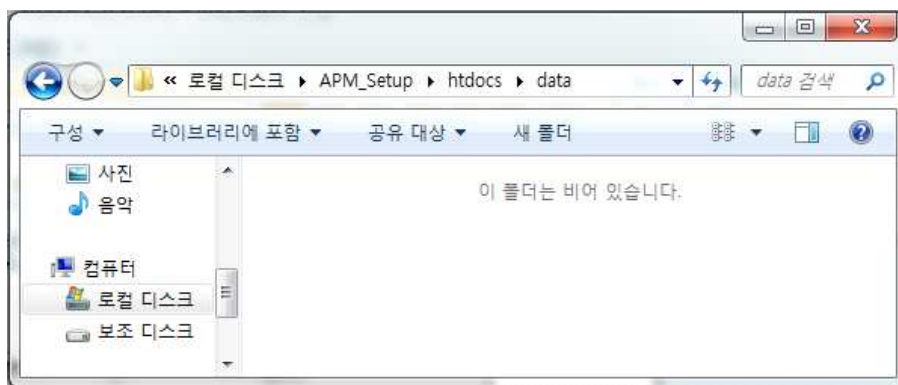 « 로컬 디스크 ▸ APM_Setup ▸ htdocs ▸ data
data 검색
구성 ▾ 라이브러리에 포함 ▾ 공유 대상 ▾ 새 폴더
사진
음악
컴퓨터
로컬 디스크
보조 디스크
이 폴더는 비어 있습니다.